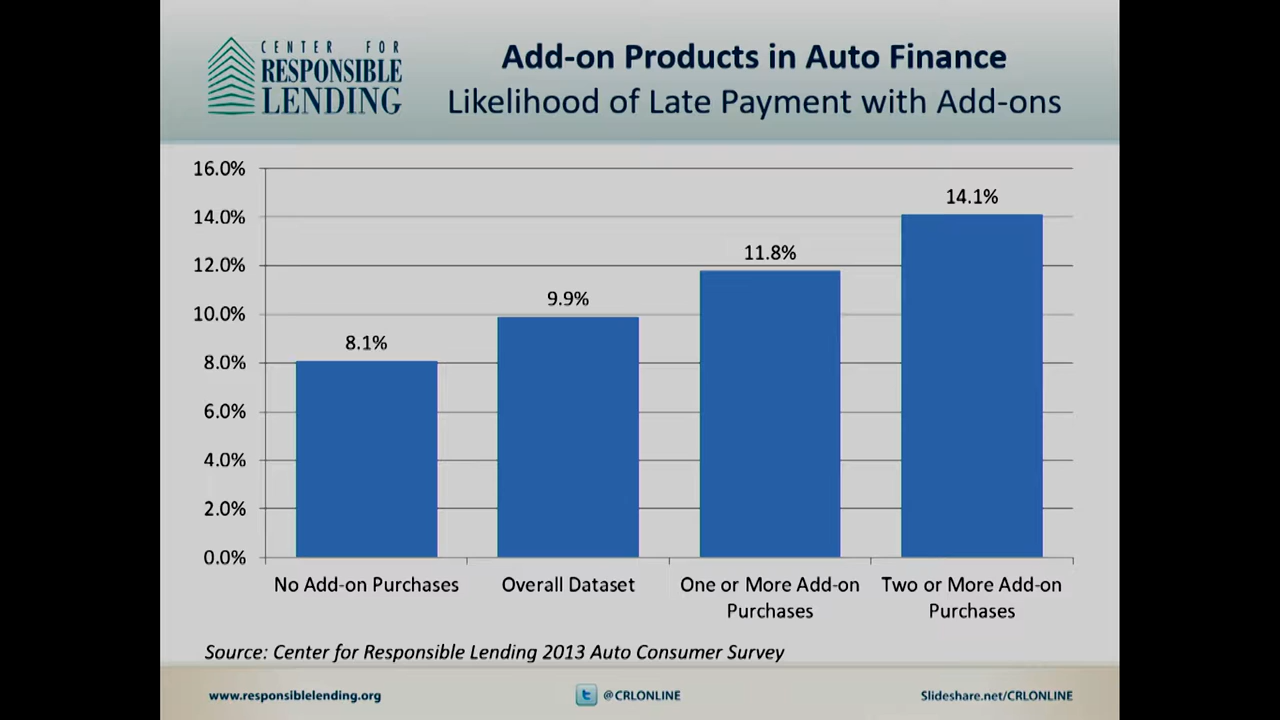 CENTER FOR
RESPONSIBLE
LENDING
Add-on Products in Auto Finance
Likelihood of Late Payment with Add-ons
16.0%
14.0%
12.0%
10.0%
8.0%
6.0%
4.0%
2.0%
0.0%
8.1%
9.9%
11.8%
14.1%
No Add-on Purchases
Overall Dataset
One or More Add-on
Purchases
Two or More Add-on
Purchases
Source: Center for Responsible Lending 2013 Auto Consumer Survey
www.responsiblelending.org
@CRLONLINE
Slideshare.net/CRLONLINE